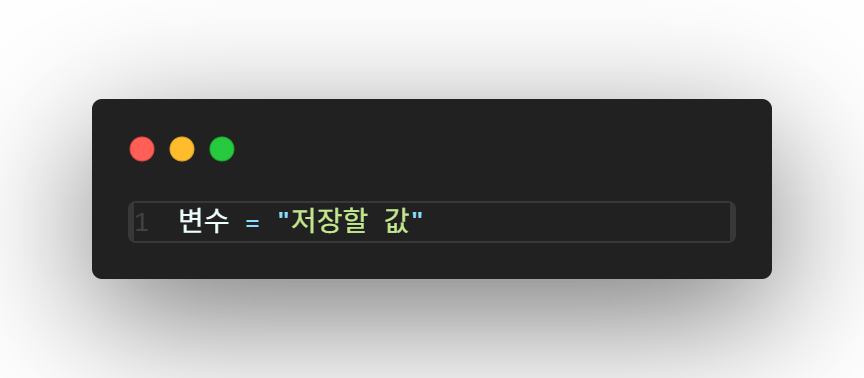 1 변수 = "저장할 값"